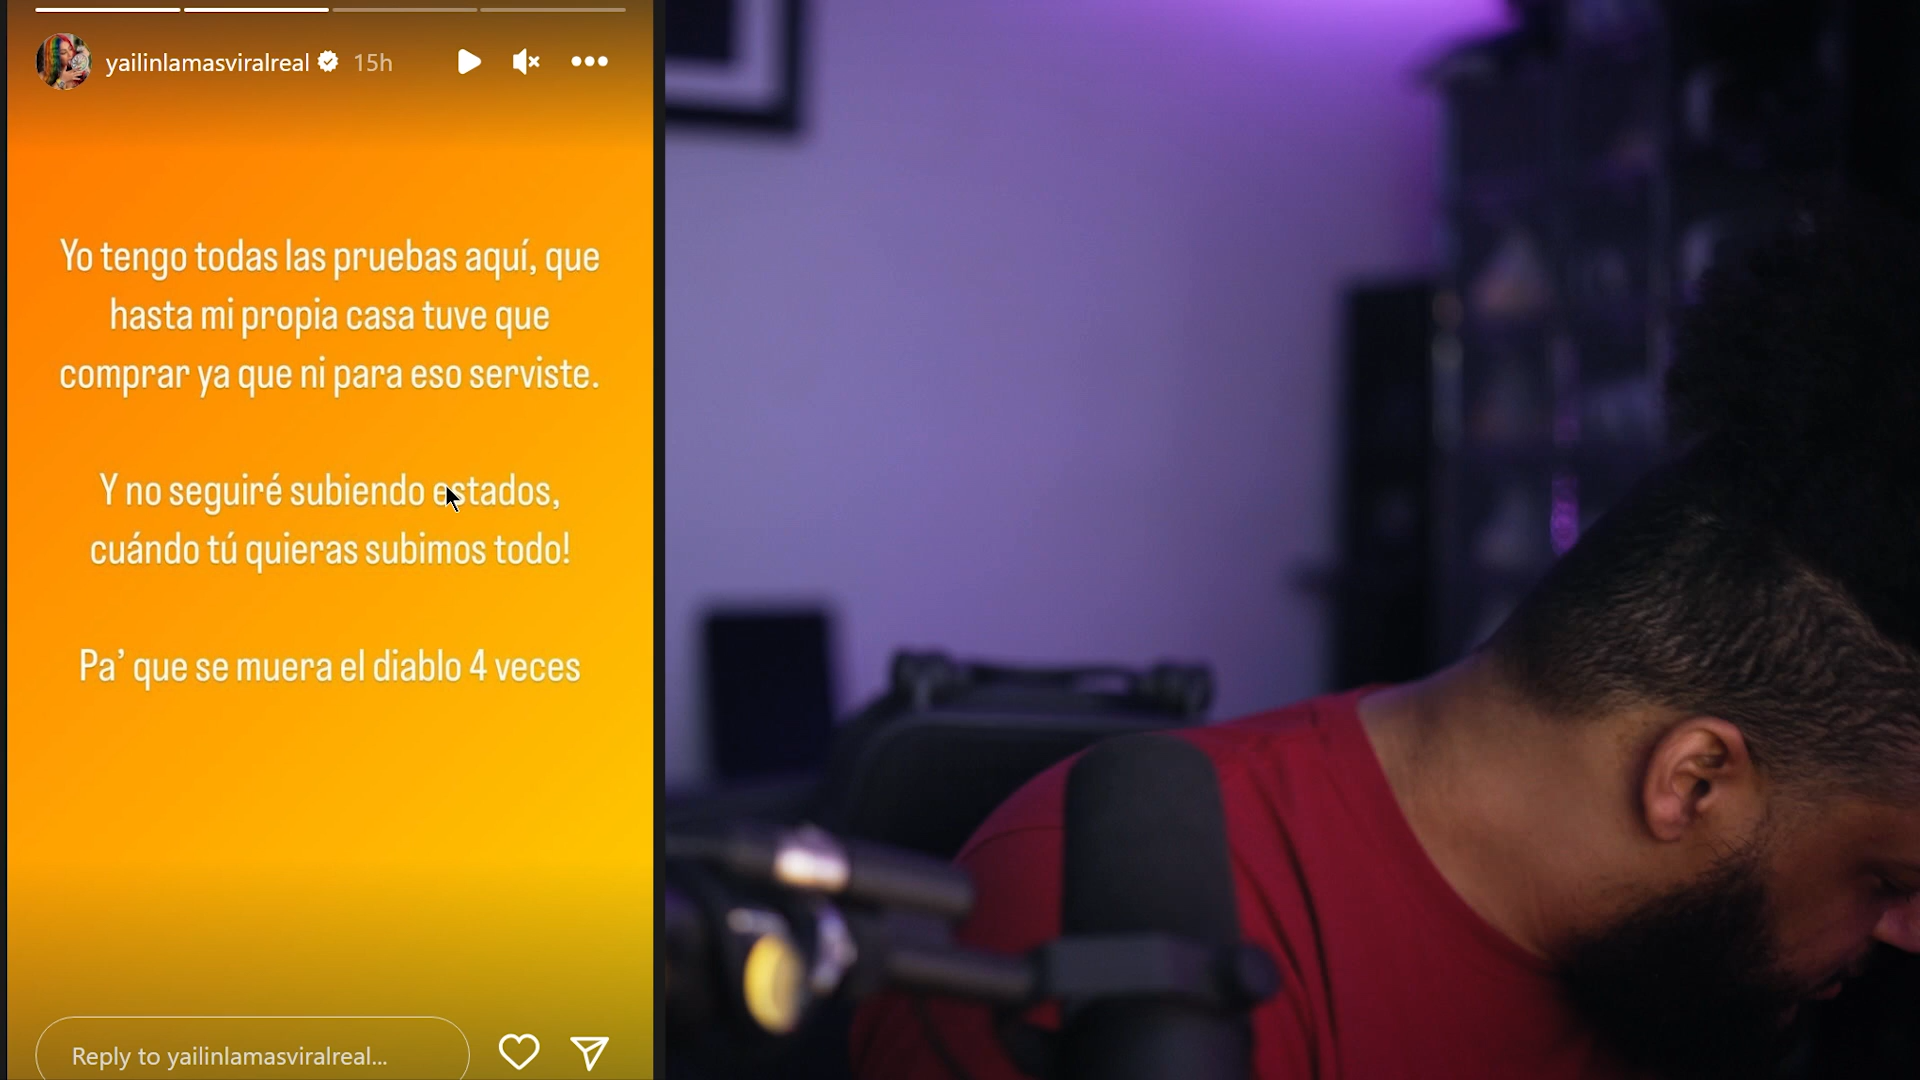 yailinlamasviralreal 15h
Yo tengo todas las pruebas aquí, que
hasta mi propia casa tuve que
comprar ya que ni para eso serviste.
Y no seguiré subiendo estados,
cuándo tú quieras subimos todo!
Pa’ que se muera el diablo 4 veces
Reply to yailinlamasviralreal...